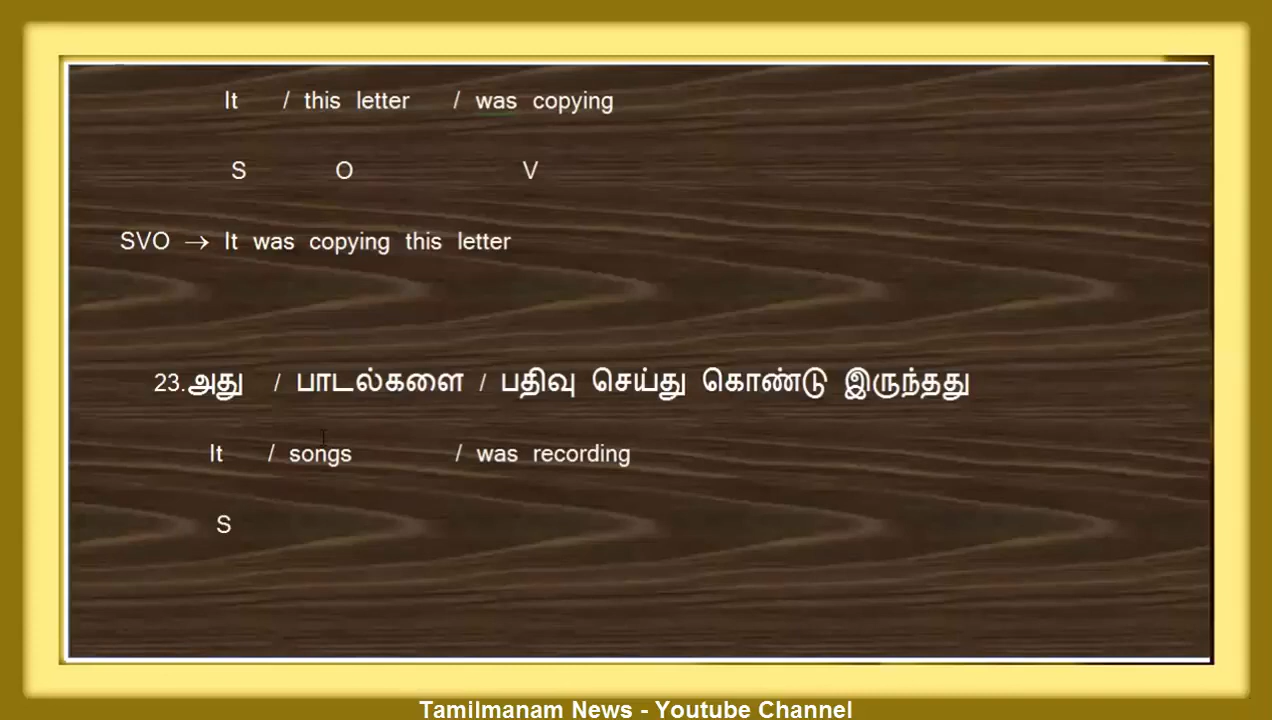 It / this letter / was copying
S O V
SVO → It was copying this letter
23.அது / பாடல்களை / பதிவு செய்து கொண்டு இருந்தது
It / songs / was recording
S
Tamilmanam News - Youtube Channel